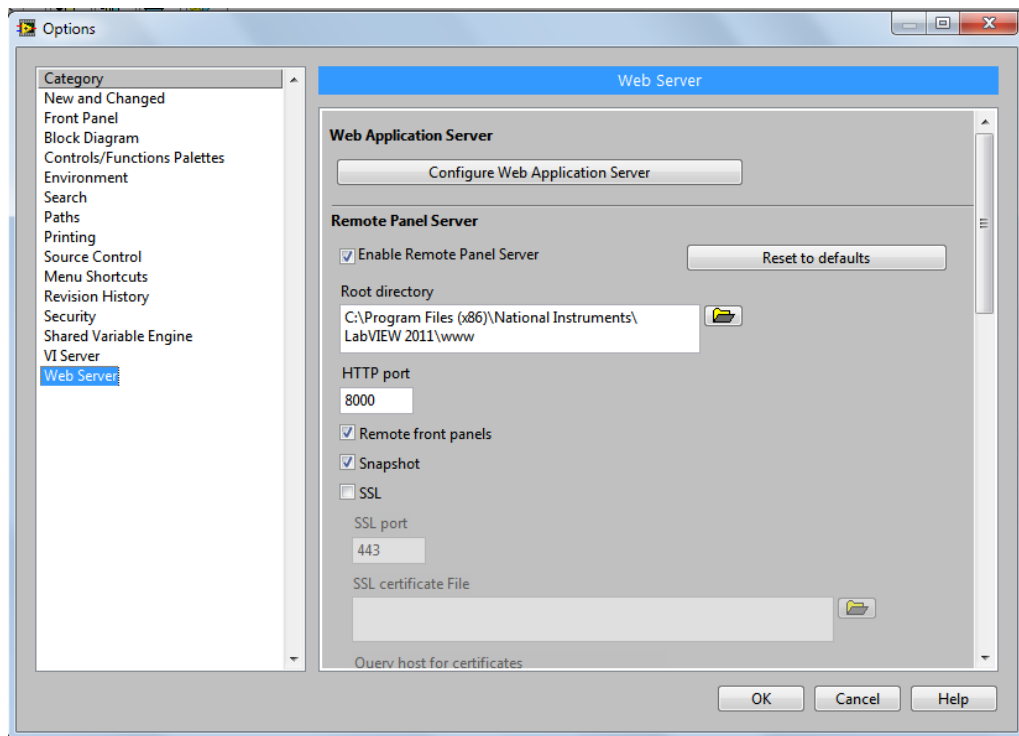 Options
Category
New and Changed
Front Panel
Block Diagram
Controls/Functions Palettes
Environment
Search
Paths
Printing
Source Control
Menu Shortcuts
Revision History
Security
Shared Variable Engine
VI Server
Web Server
Web Server
Web Application Server
Configure Web Application Server
Remote Panel Server
Enable Remote Panel Server
Reset to defaults
Root directory
C:\Program Files (x86)\National Instruments\
LabVIEW 2011\www
HTTP port
8000
Remote front panels
Snapshot
SSL
SSL port
443
SSL certificate File
Query host for certificates
OK
Cancel
Help